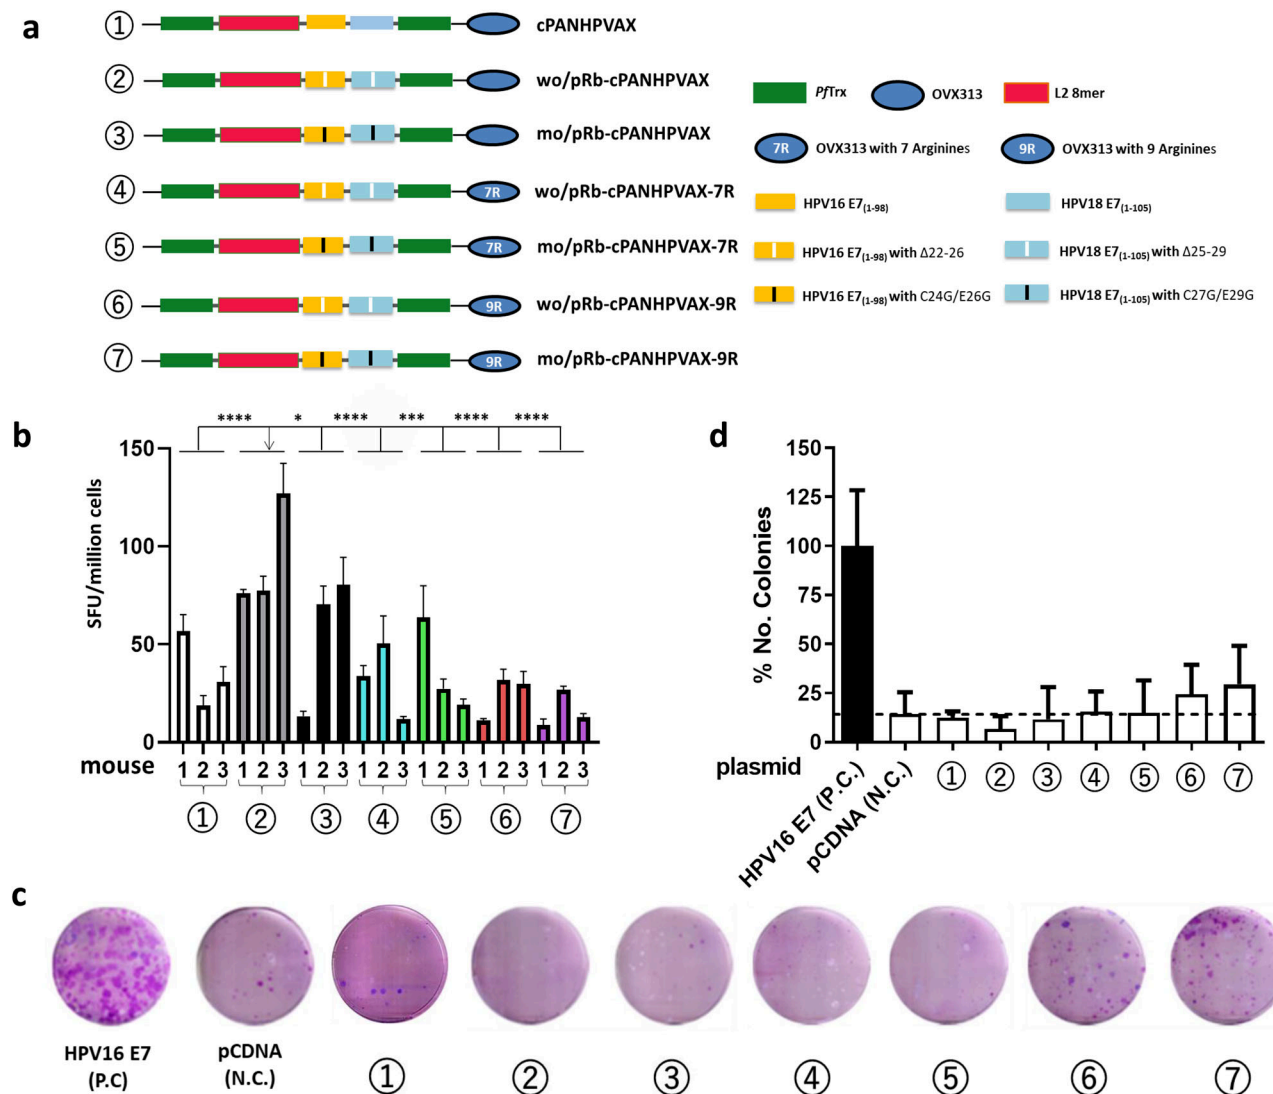 a
① cPANHPVAX
② wo/pRb-cPANHPVAX
③ mo/pRb-cPANHPVAX
④ 7R wo/pRb-cPANHPVAX-7R
⑤ 7R mo/pRb-cPANHPVAX-7R
⑥ 9R wo/pRb-cPANHPVAX-9R
⑦ 9R mo/pRb-cPANHPVAX-9R
PfTrx OVX313 L2 8mer
7R OVX313 with 7 Arginines 9R OVX313 with 9 Arginines
HPV16 E7(1-98) HPV18 E7(1-105)
HPV16 E7(1-98) with Δ22-26 HPV18 E7(1-105) with Δ25-29
HPV16 E7(1-98) with C24G/E26G HPV18 E7(1-105) with C27G/E29G
b
**** * **** *** **** ****
SFU/million cells
150
100
50
0
mouse 1 2 3 1 2 3 1 2 3 1 2 3 1 2 3 1 2 3 1 2 3
① ② ③ ④ ⑤ ⑥ ⑦
d
% No. Colonies
150
125
100
75
50
25
0
plasmid HPV16 E7 (P.C.) pCDNA (N.C.) ① ② ③ ④ ⑤ ⑥ ⑦
c
HPV16 E7
(P.C)
pCDNA
(N.C.)
① ② ③ ④ ⑤ ⑥ ⑦